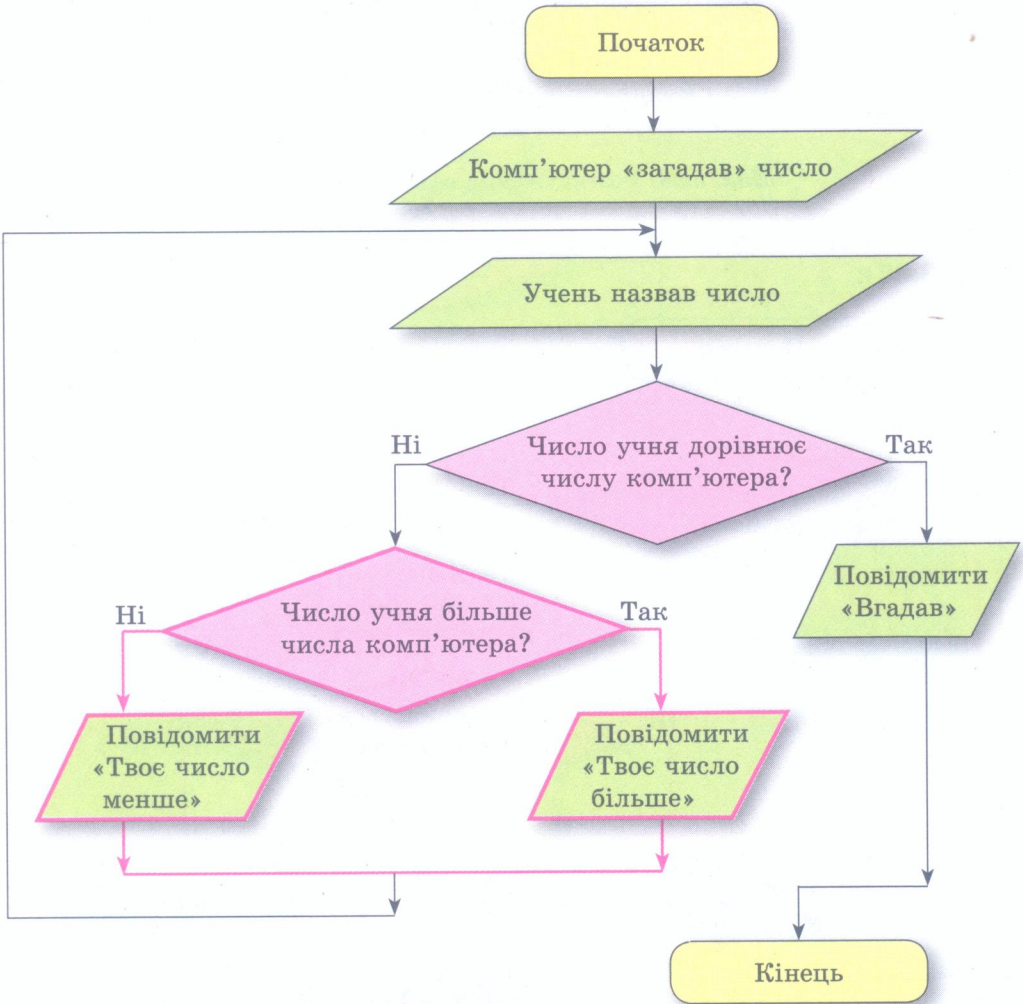 Початок
Комп’ютер «загадав» число
Учень назвав число
Ні
Число учня дорівнює
числу комп’ютера?
Так
Повідомити
«Вгадав»
Ні
Число учня більше
числа комп’ютера?
Так
Повідомити
«Твоє число
менше»
Повідомити
«Твоє число
більше»
Кінець